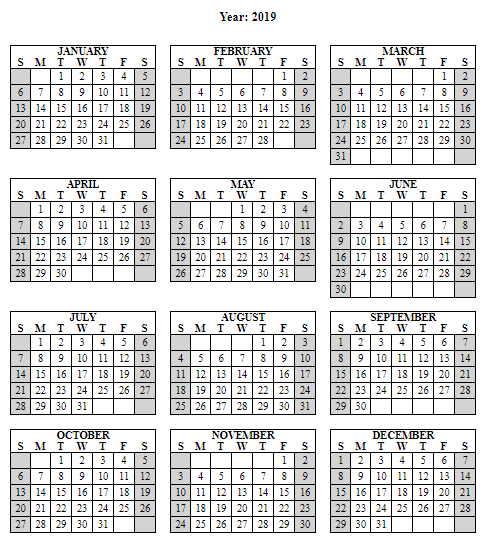 Year: 2019
JANUARY FEBRUARY MARCH
S M T W T F S S M T W T F S S M T W T F S
1 2 3 4 5 1 2 1 2
6 7 8 9 10 11 12 3 4 5 6 7 8 9 3 4 5 6 7 8 9
13 14 15 16 17 18 19 10 11 12 13 14 15 16 10 11 12 13 14 15 16
20 21 22 23 24 25 26 17 18 19 20 21 22 23 17 18 19 20 21 22 23
27 28 29 30 31 24 25 26 27 28 24 25 26 27 28 29 30
31
APRIL MAY JUNE
S M T W T F S S M T W T F S S M T W T F S
1 2 3 4 5 6 1 2 3 4 1
7 8 9 10 11 12 13 5 6 7 8 9 10 11 2 3 4 5 6 7 8
14 15 16 17 18 19 20 12 13 14 15 16 17 18 9 10 11 12 13 14 15
21 22 23 24 25 26 27 19 20 21 22 23 24 25 16 17 18 19 20 21 22
28 29 30 26 27 28 29 30 31 23 24 25 26 27 28 29
30
JULY AUGUST SEPTEMBER
S M T W T F S S M T W T F S S M T W T F S
1 2 3 4 5 6 1 2 3 1 2 3 4 5 6 7
7 8 9 10 11 12 13 4 5 6 7 8 9 10 8 9 10 11 12 13 14
14 15 16 17 18 19 20 11 12 13 14 15 16 17 15 16 17 18 19 20 21
21 22 23 24 25 26 27 18 19 20 21 22 23 24 22 23 24 25 26 27 28
28 29 30 31 25 26 27 28 29 30 31 29 30
OCTOBER NOVEMBER DECEMBER
S M T W T F S S M T W T F S S M T W T F S
1 2 3 4 5 1 2 1 2 3 4 5 6 7
6 7 8 9 10 11 12 3 4 5 6 7 8 9 8 9 10 11 12 13 14
13 14 15 16 17 18 19 10 11 12 13 14 15 16 15 16 17 18 19 20 21
20 21 22 23 24 25 26 17 18 19 20 21 22 23 22 23 24 25 26 27 28
27 28 29 30 31 24 25 26 27 28 29 30 29 30 31